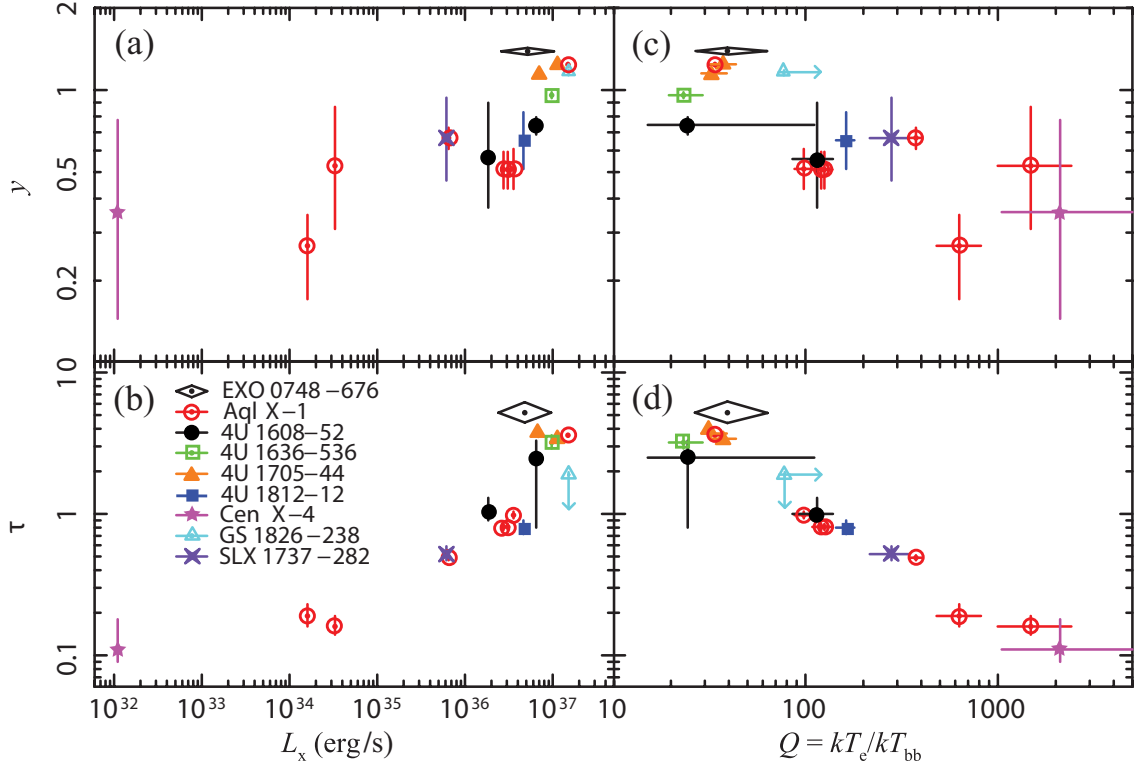 (a)
(c)
2
1
0.5
0.2
y
(b)
(d)
10
1
0.1
τ
EXO 0748−676
Aql X−1
4U 1608−52
4U 1636−536
4U 1705−44
4U 1812−12
Cen X−4
GS 1826−238
SLX 1737−282
10³² 10³³ 10³⁴ 10³⁵ 10³⁶ 10³⁷ 10 100 1000
Lₓ (erg/s)
Q = kTₑ/kT_bb